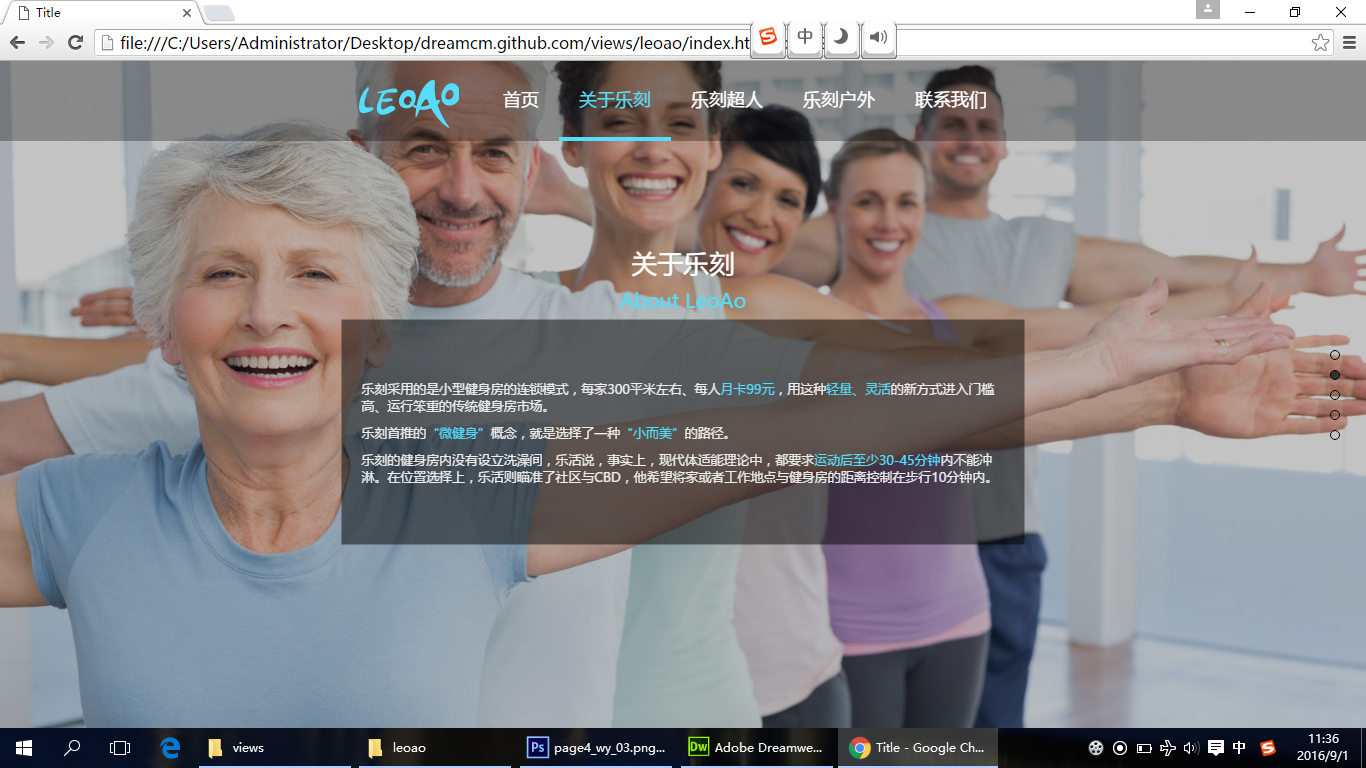 Title
file:///C:/Users/Administrator/Desktop/dreamcm.github.com/views/leoao/index.ht
中
LEOAO 首页 关于乐刻 乐刻超人 乐刻户外 联系我们
关于乐刻
About LeoAo
乐刻采用的是小型健身房的连锁模式，每家300平米左右、每人月卡99元，用这种轻量、灵活的新方式进入门槛
高、运行笨重的传统健身房市场。
乐刻首推的“微健身”概念，就是选择了一种“小而美”的路径。
乐刻的健身房内没有设立洗澡间，乐活说，事实上，现代体适能理论中，都要求运动后至少30-45分钟内不能冲
淋。在位置选择上，乐活则瞄准了社区与CBD，他希望将家或者工作地点与健身房的距离控制在步行10分钟内。
views leoao Ps page4_wy_03.png... Dw Adobe Dreamwe... Title - Google Ch... 中 11:36
2016/9/1